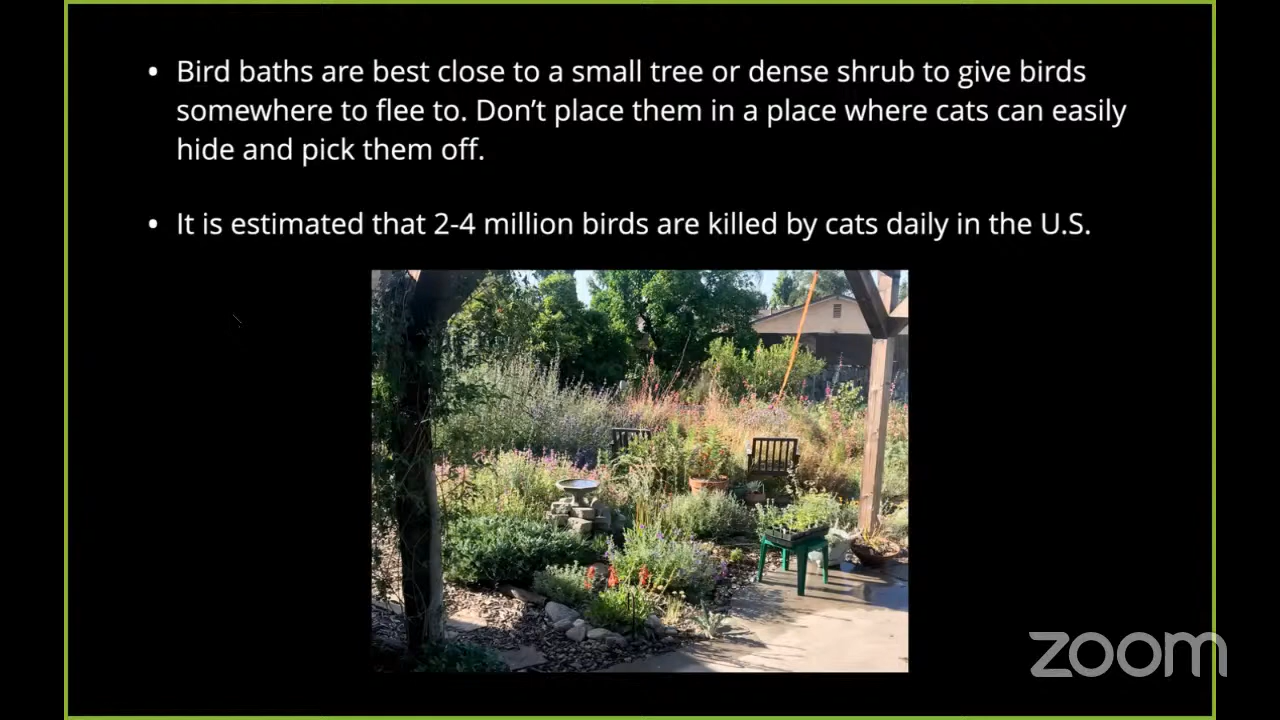 • Bird baths are best close to a small tree or dense shrub to give birds
somewhere to flee to. Don’t place them in a place where cats can easily
hide and pick them off.
• It is estimated that 2-4 million birds are killed by cats daily in the U.S.
zoom